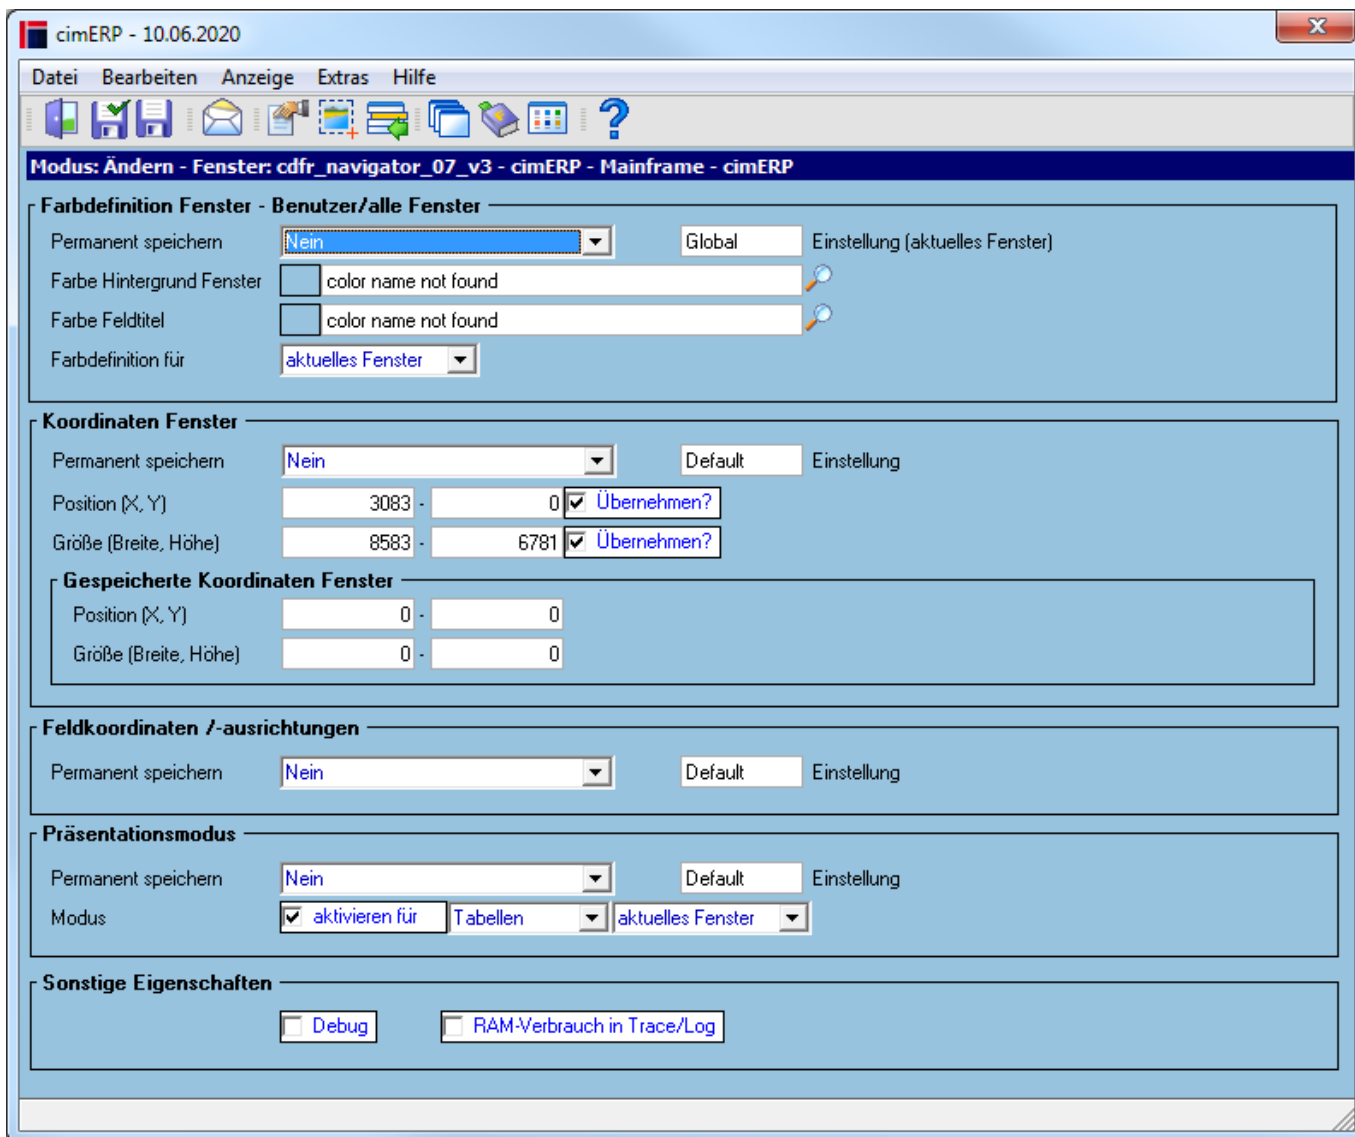 cimERP - 10.06.2020
Datei Bearbeiten Anzeige Extras Hilfe
Modus: Ändern - Fenster: cdfr_navigator_07_v3 - cimERP - Mainframe - cimERP
Farbdefinition Fenster - Benutzer/alle Fenster
Permanent speichern Nein Global Einstellung (aktuelles Fenster)
Farbe Hintergrund Fenster color name not found
Farbe Feldtitel color name not found
Farbdefinition für aktuelles Fenster
Koordinaten Fenster
Permanent speichern Nein Default Einstellung
Position (X, Y) 3083 - 0 Übernehmen?
Größe (Breite, Höhe) 8583 - 6781 Übernehmen?
Gespeicherte Koordinaten Fenster
Position (X, Y) 0 - 0
Größe (Breite, Höhe) 0 - 0
Feldkoordinaten /-ausrichtungen
Permanent speichern Nein Default Einstellung
Präsentationsmodus
Permanent speichern Nein Default Einstellung
Modus aktivieren für Tabellen aktuelles Fenster
Sonstige Eigenschaften
Debug RAM-Verbrauch in Trace/Log